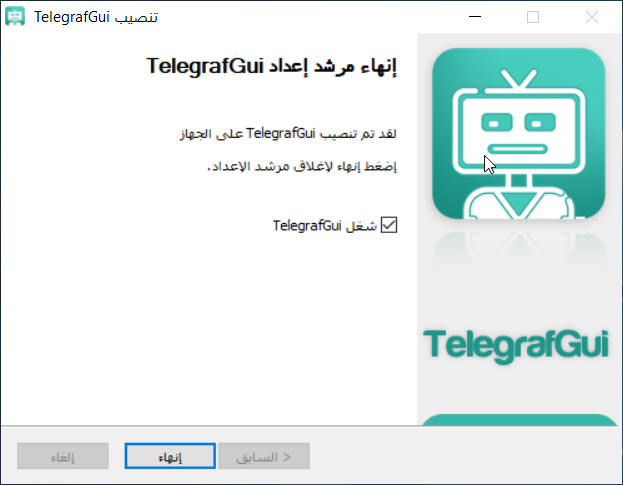 تنصيب TelegrafGui
إنهاء مرشد إعداد TelegrafGui
لقد تم تنصيب TelegrafGui على الجهاز
إضغط إنهاء لإغلاق مرشد الإعداد.
شغل TelegrafGui
TelegrafGui
< السابق
إنهاء
إلغاء